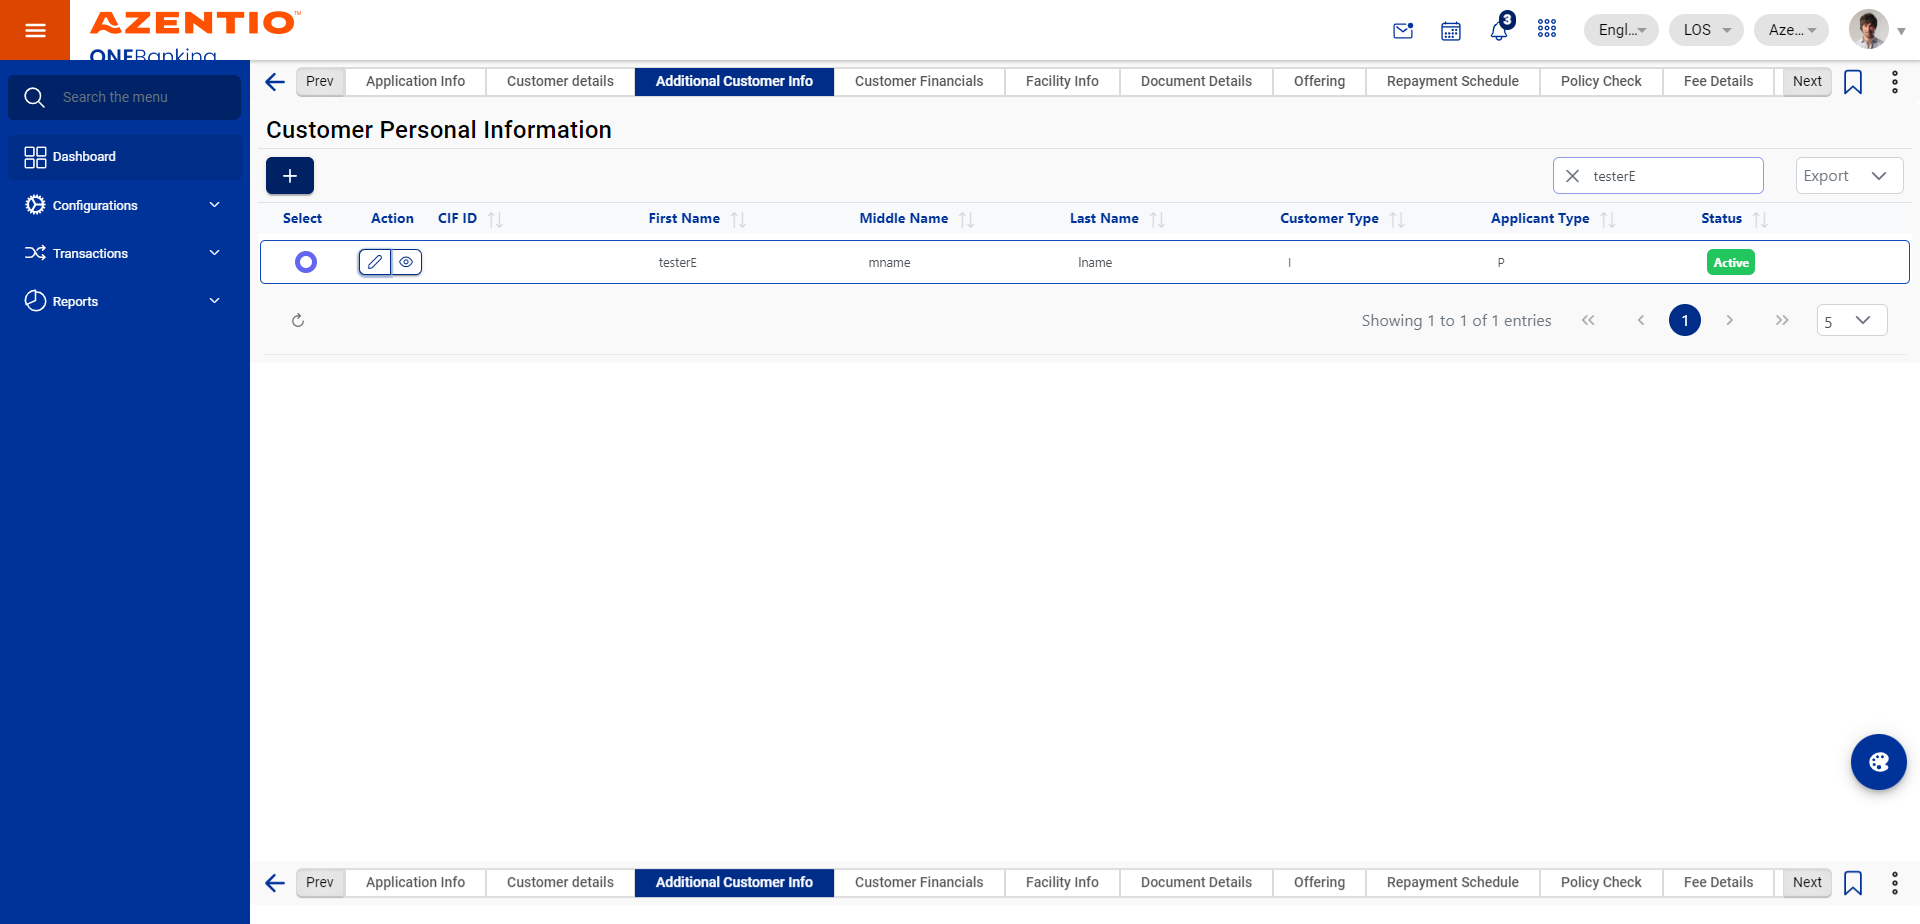 AZENTIO™
ONEBanking
3
Engl...
LOS
Aze...
Search the menu
Dashboard
Configurations
Transactions
Reports
Prev
Application Info
Customer details
Additional Customer Info
Customer Financials
Facility Info
Document Details
Offering
Repayment Schedule
Policy Check
Fee Details
Next
Customer Personal Information
testerE
Export
Select
Action
CIF ID
First Name
Middle Name
Last Name
Customer Type
Applicant Type
Status
testerE
mname
lname
I
P
Active
Showing 1 to 1 of 1 entries
1
5
Prev
Application Info
Customer details
Additional Customer Info
Customer Financials
Facility Info
Document Details
Offering
Repayment Schedule
Policy Check
Fee Details
Next